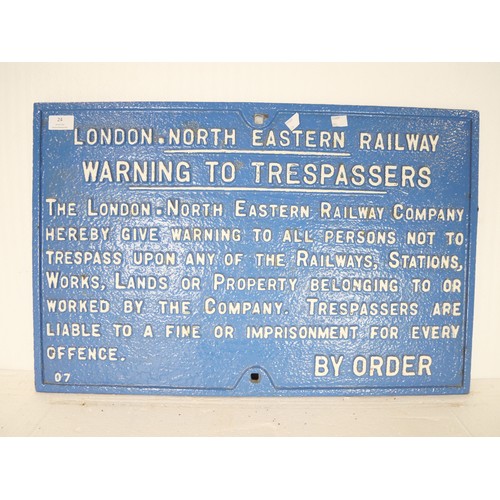 LONDON-NORTH EASTERN RAILWAY
WARNING TO TRESPASSERS
THE LONDON-NORTH EASTERN RAILWAY COMPANY
HEREBY GIVE WARNING TO ALL PERSONS NOT TO
TRESPASS UPON ANY OF THE RAILWAYS, STATIONS,
WORKS, LANDS OR PROPERTY BELONGING TO OR
WORKED BY THE COMPANY. TRESPASSERS ARE
LIABLE TO A FINE OR IMPRISONMENT FOR EVERY
OFFENCE.
BY ORDER
07